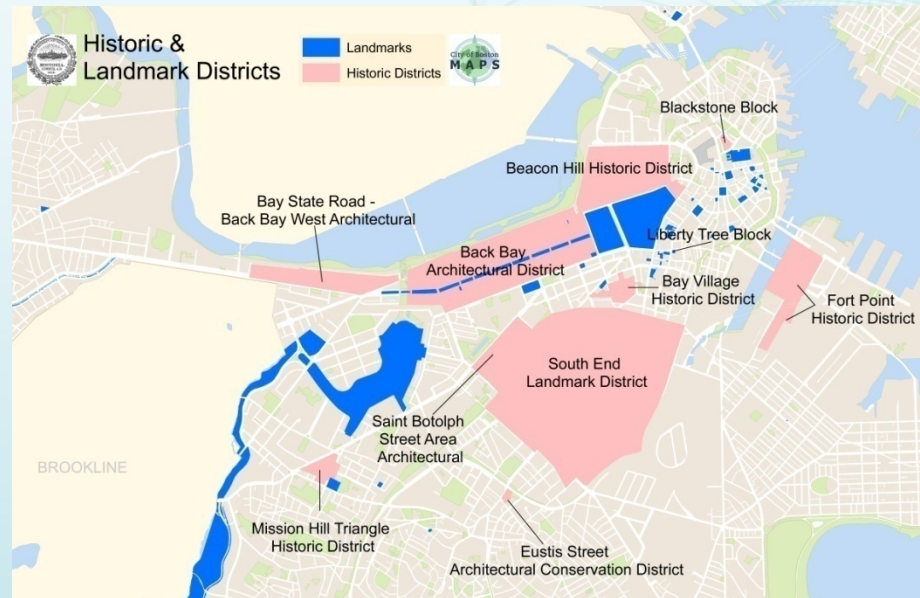 Historic &
Landmark Districts
Landmarks
Historic Districts
City of Boston
MAPS
Blackstone Block
Beacon Hill Historic District
Bay State Road -
Back Bay West Architectural
Back Bay
Architectural District
Liberty Tree Block
Bay Village
Historic District
Fort Point
Historic District
South End
Landmark District
Saint Botolph
Street Area
Architectural
BROOKLINE
Mission Hill Triangle
Historic District
Eustis Street
Architectural Conservation District